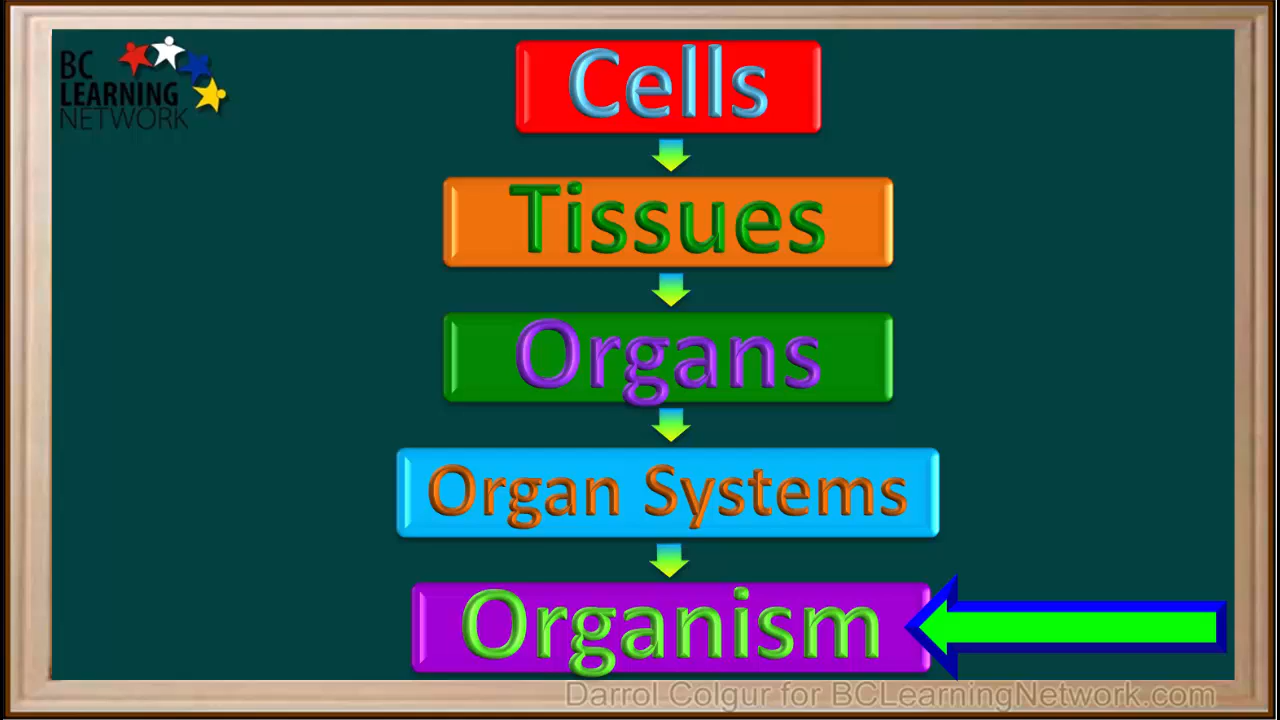 BC
LEARNING
NETWORK
Cells
Tissues
Organs
Organ Systems
Organism
Darrol Colgur for BCLearningNetwork.com